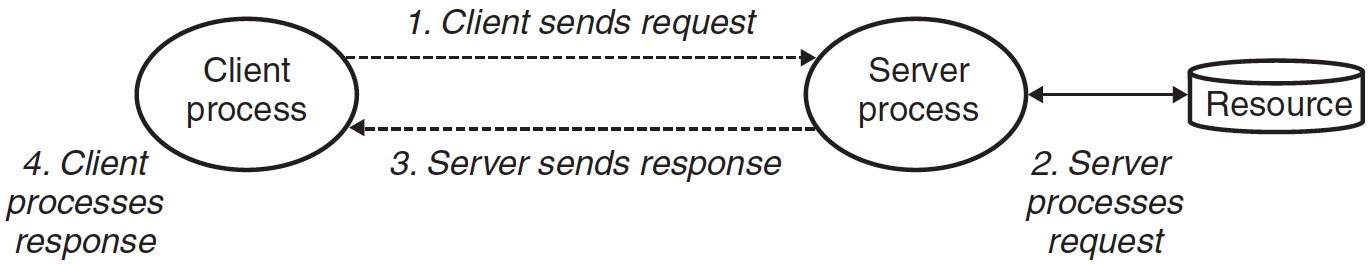 1. Client sends request
Client
process
Server
process
Resource
3. Server sends response
4. Client
processes
response
2. Server
processes
request